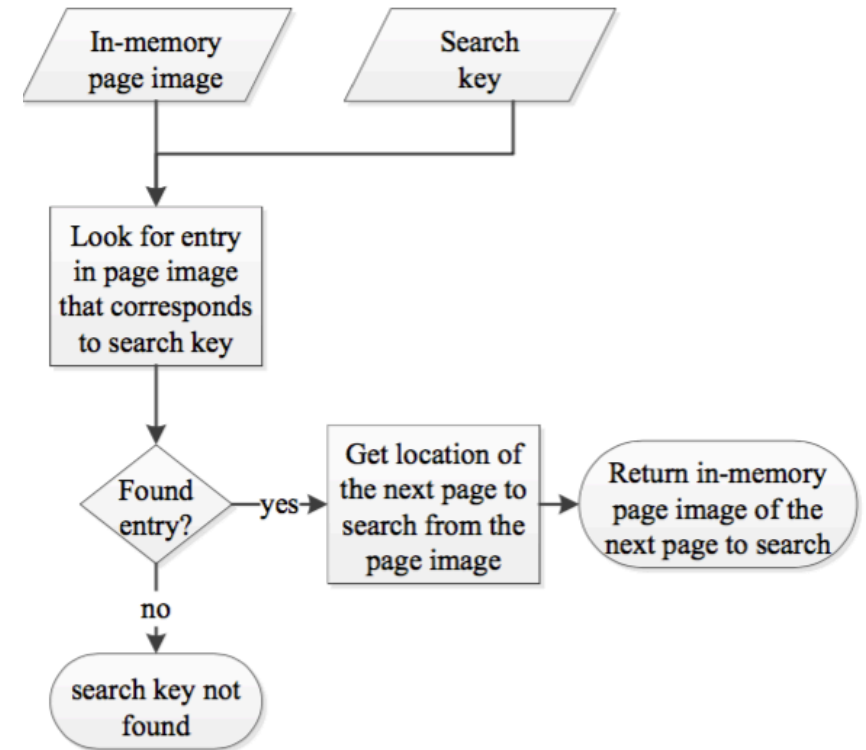 In-memory
page image
Search
key
Look for entry
in page image
that corresponds
to search key
Found
entry?
yes
Get location of
the next page to
search from the
page image
Return in-memory
page image of the
next page to search
no
search key not
found